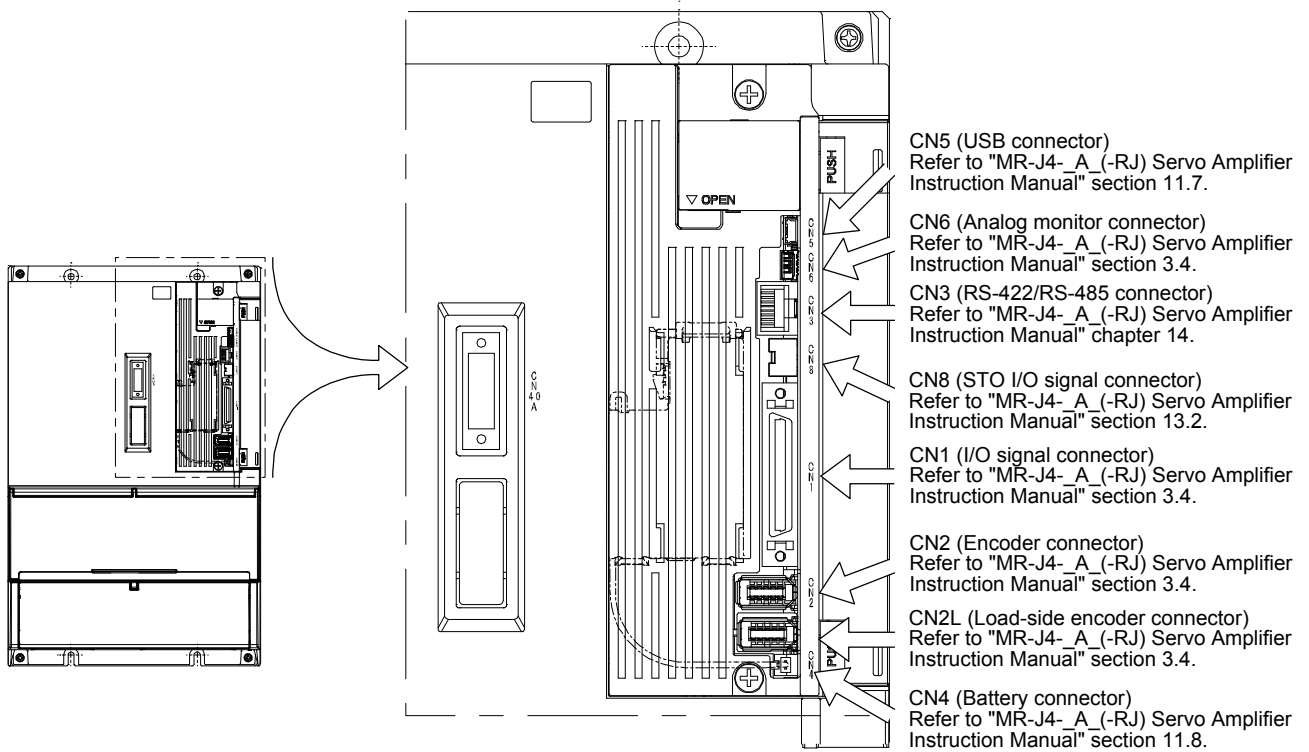 CN5 (USB connector)
Refer to "MR-J4-_A_(-RJ) Servo Amplifier
Instruction Manual" section 11.7.
CN6 (Analog monitor connector)
Refer to "MR-J4-_A_(-RJ) Servo Amplifier
Instruction Manual" section 3.4.
CN3 (RS-422/RS-485 connector)
Refer to "MR-J4-_A_(-RJ) Servo Amplifier
Instruction Manual" chapter 14.
CN8 (STO I/O signal connector)
Refer to "MR-J4-_A_(-RJ) Servo Amplifier
Instruction Manual" section 13.2.
CN1 (I/O signal connector)
Refer to "MR-J4-_A_(-RJ) Servo Amplifier
Instruction Manual" section 3.4.
CN2 (Encoder connector)
Refer to "MR-J4-_A_(-RJ) Servo Amplifier
Instruction Manual" section 3.4.
CN2L (Load-side encoder connector)
Refer to "MR-J4-_A_(-RJ) Servo Amplifier
Instruction Manual" section 3.4.
CN4 (Battery connector)
Refer to "MR-J4-_A_(-RJ) Servo Amplifier
Instruction Manual" section 11.8.
PUSH
▽ OPEN
CN5
CN6
CN3
CN8
CN1
CN2
CN4
CN40A
PU